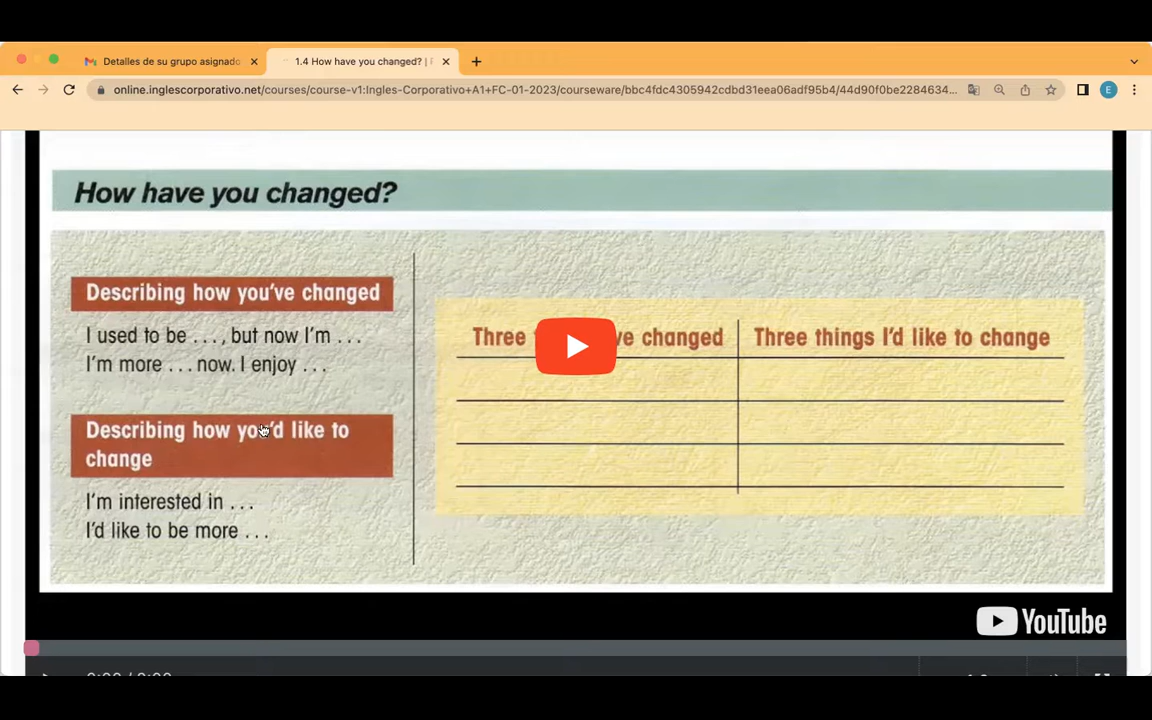 Detalles de su grupo asignado
1.4 How have you changed? |
online.inglescorporativo.net/courses/course-v1:Ingles-Corporativo+A1+FC-01-2023/courseware/bbc4fdc4305942cdbd31eea06adf95b4/44d90f0be2284634...
E
How have you changed?
Describing how you've changed
I used to be . . . , but now I'm . . .
I'm more . . . now. I enjoy . . .
Describing how you'd like to
change
I'm interested in . . .
I'd like to be more . . .
Three changed
Three things I'd like to change
YouTube